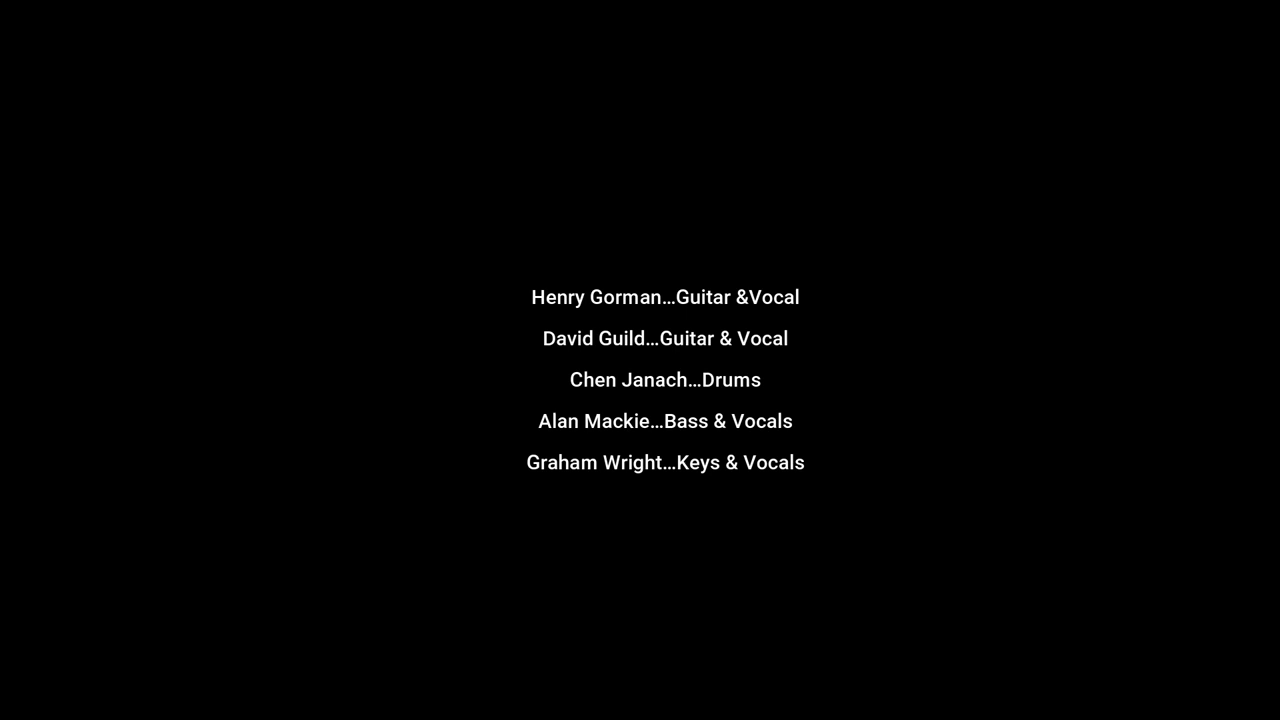 Henry Gorman...Guitar &Vocal
David Guild...Guitar & Vocal
Chen Janach...Drums
Alan Mackie...Bass & Vocals
Graham Wright...Keys & Vocals